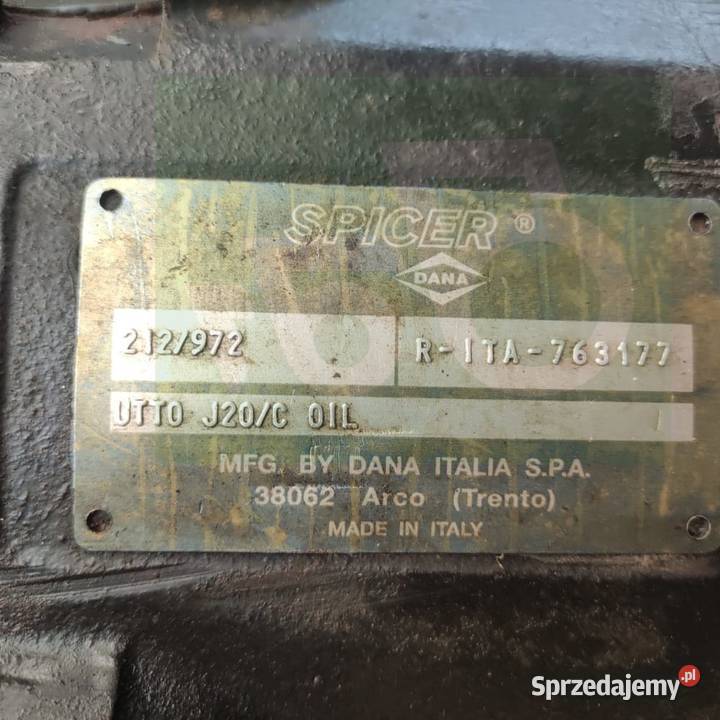 SPICER ®
DANA
212/972 R-ITA-763177
UTTO J20/C OIL
MFG. BY DANA ITALIA S.P.A.
38062 Arco (Trento)
MADE IN ITALY
Sprzedajemy.pl